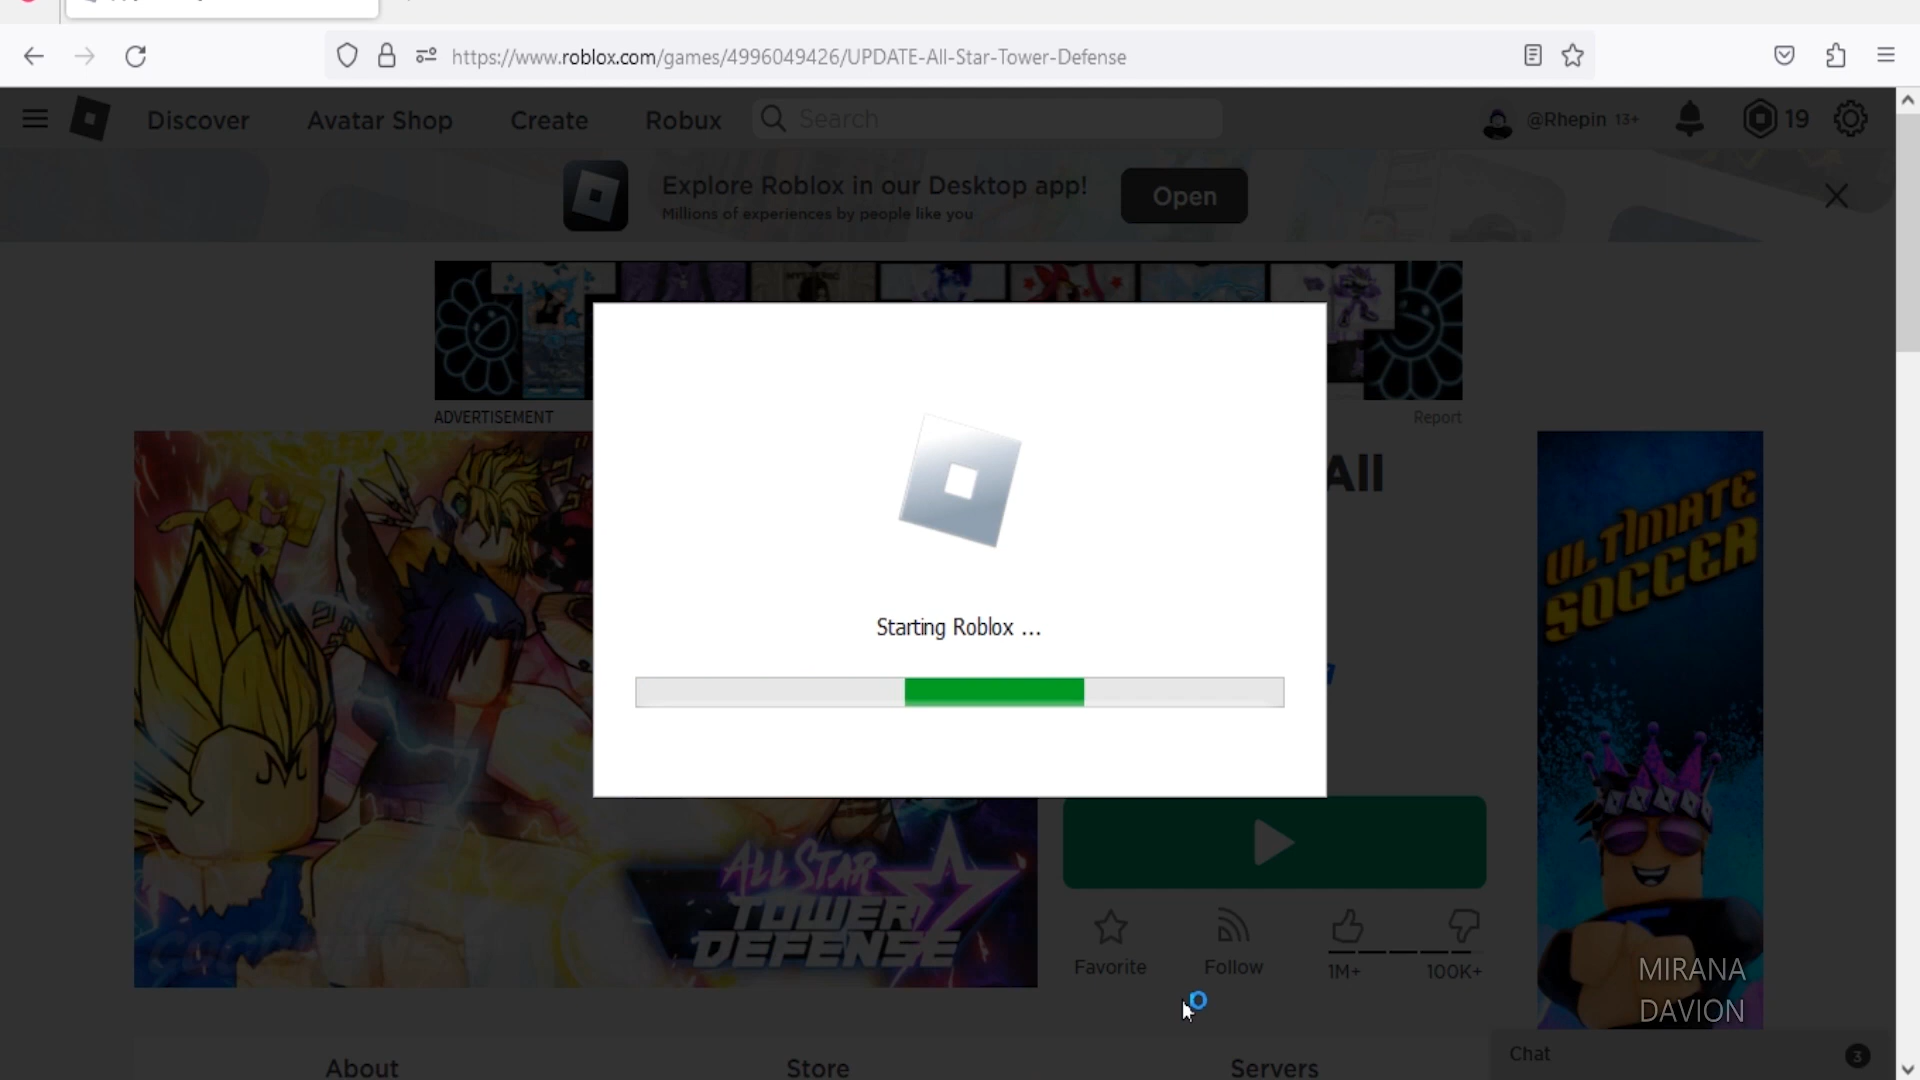 https://www.roblox.com/games/4996049426/UPDATE-All-Star-Tower-Defense
Discover
Avatar Shop
Create
Robux
Search
@Rhepin 13+
19
Explore Roblox in our Desktop app!
Millions of experiences by people like you
Open
ADVERTISEMENT
Report
All
Starting Roblox ...
ULTIMATE
SOCCER
ALL STAR
TOWER
DEFENSE
Favorite
Follow
1M+
100K+
MIRANA
DAVION
About
Store
Servers
Chat
3